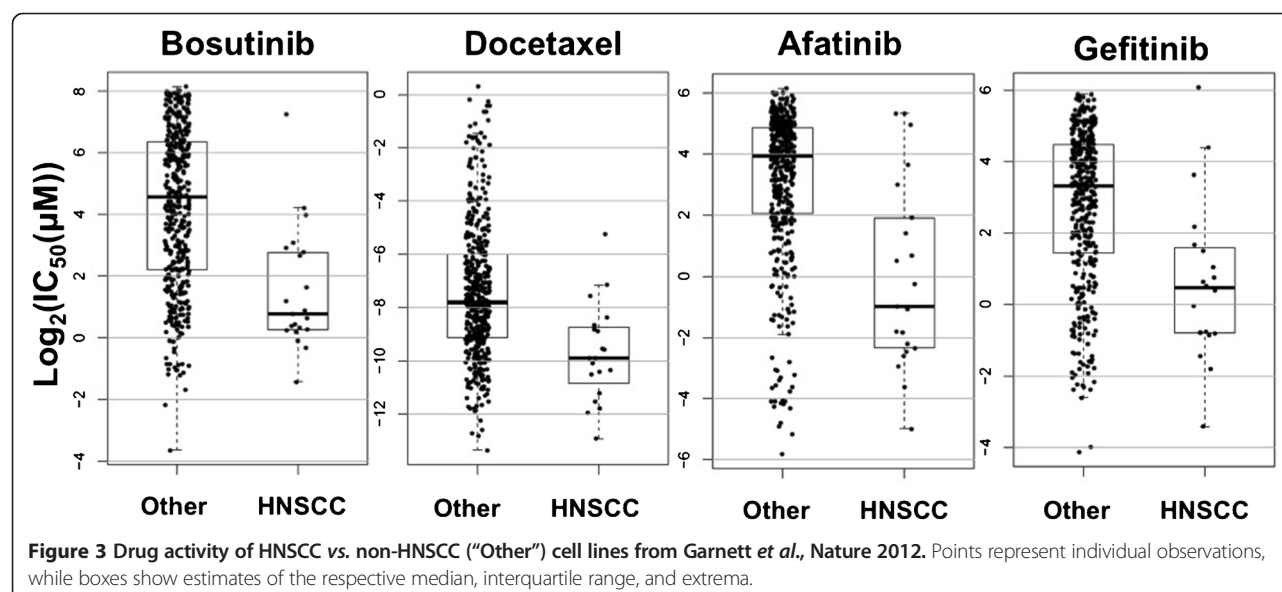 Bosutinib
Docetaxel
Afatinib
Gefitinib
Log2(IC50(μM))
8
6
4
2
0
−2
−4
0
−2
−4
−6
−8
−10
−12
6
4
2
0
−2
−4
−6
6
4
2
0
−2
−4
Other
HNSCC
Other
HNSCC
Other
HNSCC
Other
HNSCC
Figure 3 Drug activity of HNSCC vs. non-HNSCC (“Other”) cell lines from Garnett et al., Nature 2012. Points represent individual observations,
while boxes show estimates of the respective median, interquartile range, and extrema.